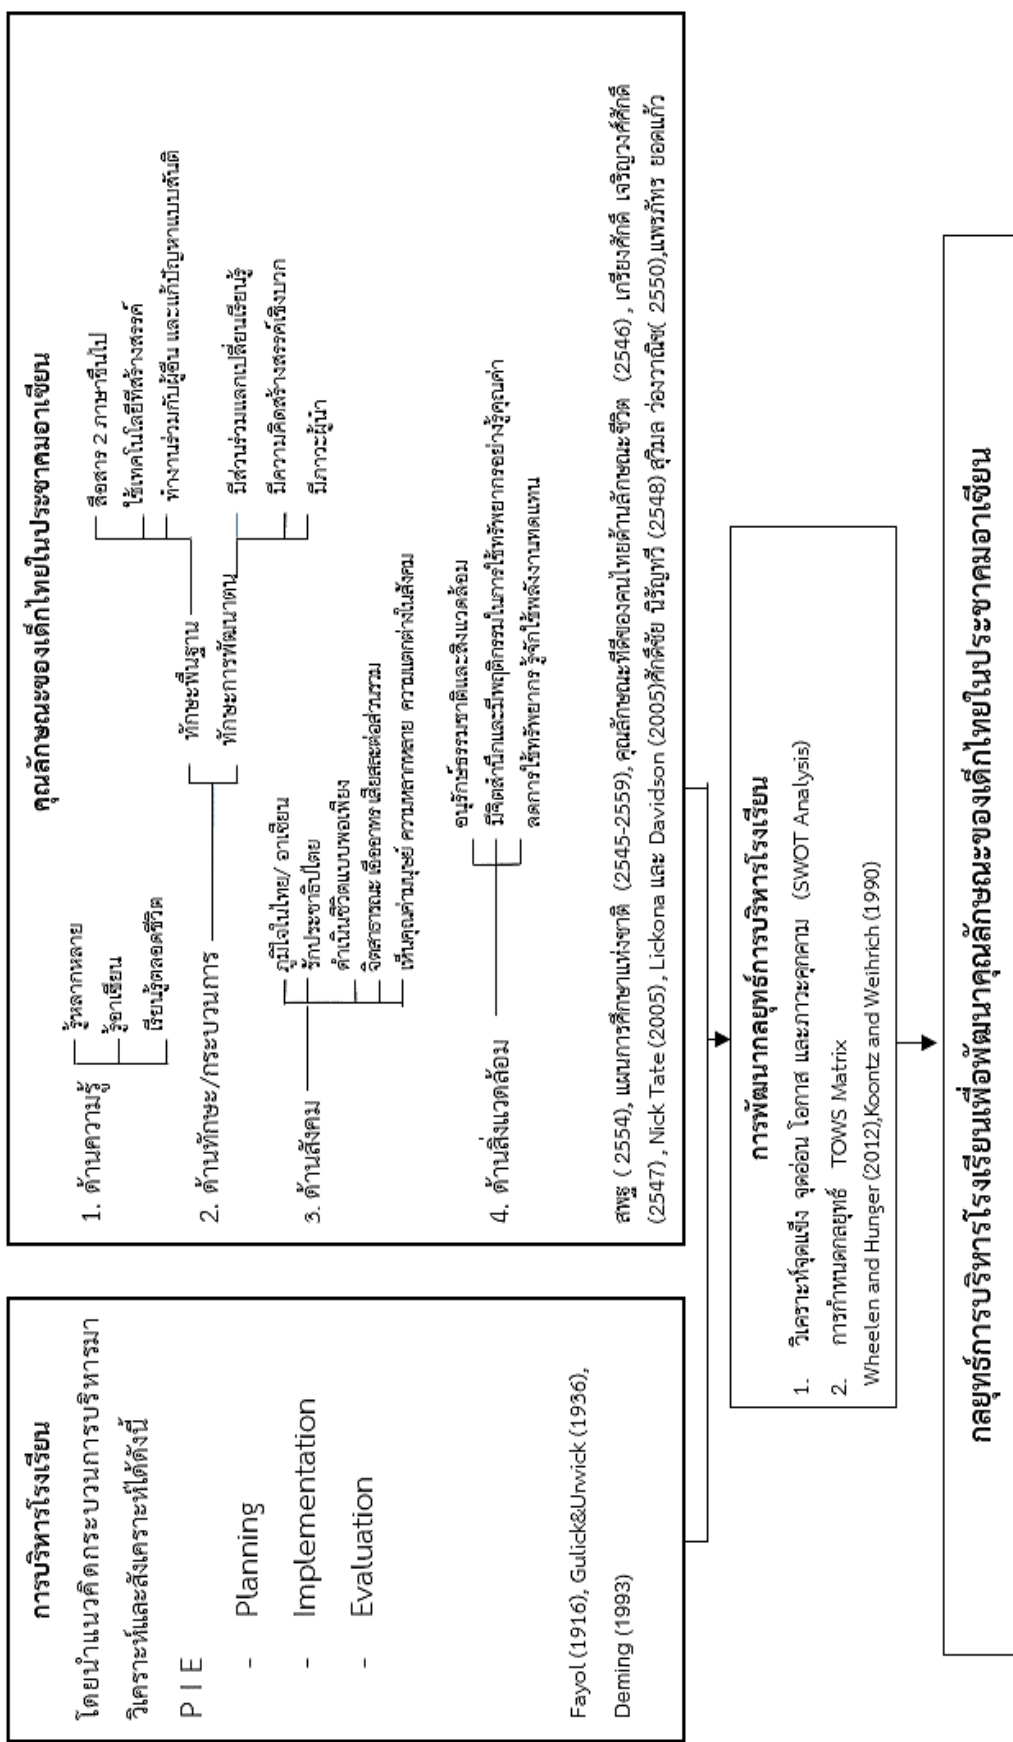 การบริหารโรงเรียน
โดยนำแนวคิดกระบวนการบริหารมา
วิเคราะห์และสังเคราะห์ได้ดังนี้
P I E
- Planning
- Implementation
- Evaluation
Fayol (1916), Gulick&Urwick (1936),
Deming (1993)
คุณลักษณะของเด็กไทยในประชาคมอาเซียน
1. ด้านความรู้
รู้หลากหลาย
รู้อาเซียน
เรียนรู้ตลอดชีวิต
2. ด้านทักษะ/กระบวนการ
ทักษะพื้นฐาน
สื่อสาร 2 ภาษาขึ้นไป
ใช้เทคโนโลยีที่สร้างสรรค์
ทำงานร่วมกับผู้อื่น และแก้ปัญหาแบบสันติ
ทักษะการพัฒนาตน
มีส่วนร่วมแลกเปลี่ยนเรียนรู้
มีความคิดสร้างสรรค์เชิงบวก
มีภาวะผู้นำ
3. ด้านสังคม
ภูมิใจในไทย/ อาเซียน
รักประชาธิปไตย
ดำเนินชีวิตแบบพอเพียง
จิตสาธารณะ เอื้ออาทร เสียสละต่อส่วนรวม
เห็นคุณค่ามนุษย์ ความหลากหลาย ความแตกต่างในสังคม
4. ด้านสิ่งแวดล้อม
อนุรักษ์ธรรมชาติและสิ่งแวดล้อม
มีจิตสำนึกและมีพฤติกรรมในการใช้ทรัพยากรอย่างรู้คุณค่า
ลดการใช้ทรัพยากร รู้จักใช้พลังงานทดแทน
สพฐ ( 2554), แผนการศึกษาแห่งชาติ (2545-2559), คุณลักษณะที่ดีของคนไทยด้านลักษณะชีวิต (2546), เกรียงศักดิ์ เจริญวงศ์ศักดิ์
(2547), Nick Tate (2005), Lickona และ Davidson (2005)ศักดิ์ชัย นิรัญทวี (2548) สุวิมล ว่องวาณิช( 2550),แพรภัทร ยอดแก้ว
การพัฒนากลยุทธ์การบริหารโรงเรียน
1. วิเคราะห์จุดแข็ง จุดอ่อน โอกาส และภาวะคุกคาม (SWOT Analysis)
2. การกำหนดกลยุทธ์ TOWS Matrix
Wheelen and Hunger (2012),Koontz and Weihrich (1990)
กลยุทธ์การบริหารโรงเรียนเพื่อพัฒนาคุณลักษณะของเด็กไทยในประชาคมอาเซียน